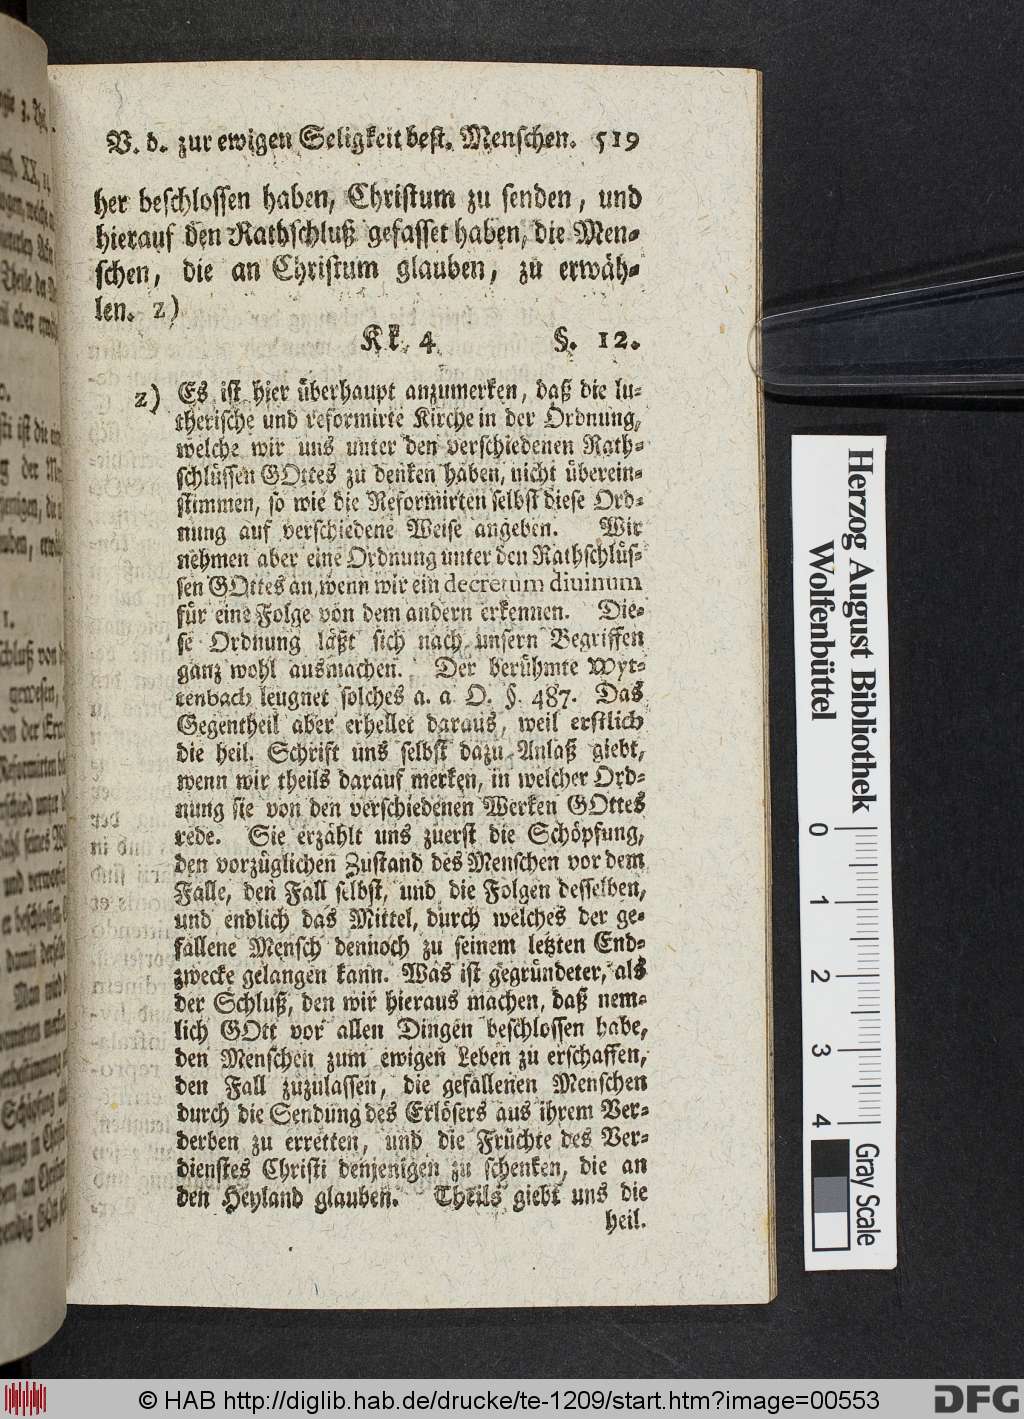 V. d. zur ewigen Seligkeit best. Menschen. 519
her beschlossen haben, Christum zu senden, und
hierauf den Rathschluß gefasset haben, die Men-
schen, die an Christum glauben, zu erwäh-
len. z)
Kk 4 §. 12.
z) Es ist hier überhaupt anzumerken, daß die lu-
therische und reformirte Kirche in der Ordnung,
welche wir uns unter den verschiedenen Rath-
schlüssen GOttes zu denken haben, nicht überein-
stimmen, so wie die Reformirten selbst diese Ord-
nung auf verschiedene Weise angeben. Wir
nehmen aber eine Ordnung unter den Rathschlüs-
sen GOttes an, wenn wir ein decretum diuinum
für eine Folge von dem andern erkennen. Die-
se Ordnung läßt sich nach unsern Begriffen
ganz wohl ausmachen. Der berühmte Wyt-
tenbach leugnet solches a. a O. §. 487. Das
Gegentheil aber erhellet daraus, weil erstlich
die heil. Schrift uns selbst dazu Anlaß giebt,
wenn wir theils darauf merken, in welcher Ord-
nung sie von den verschiedenen Werken GOttes
rede. Sie erzählt uns zuerst die Schöpfung,
den vorzüglichen Zustand des Menschen vor dem
Falle, den Fall selbst, und die Folgen desselben,
und endlich das Mittel, durch welches der ge-
fallene Mensch dennoch zu seinem letzten End-
zwecke gelangen kann. Was ist gegründeter, als
der Schluß, den wir hieraus machen, daß nem-
lich GOtt vor allen Dingen beschlossen habe,
den Menschen zum ewigen Leben zu erschaffen,
den Fall zuzulassen, die gefallenen Menschen
durch die Sendung des Erlösers aus ihrem Ver-
derben zu erretten, und die Früchte des Ver-
dienstes Christi denjenigen zu schenken, die an
den Heyland glauben. Theils giebt uns die
heil.
Herzog August Bibliothek
Wolfenbüttel
0 1 2 3 4
Gray Scale
© HAB http://diglib.hab.de/drucke/te-1209/start.htm?image=00553
DFG